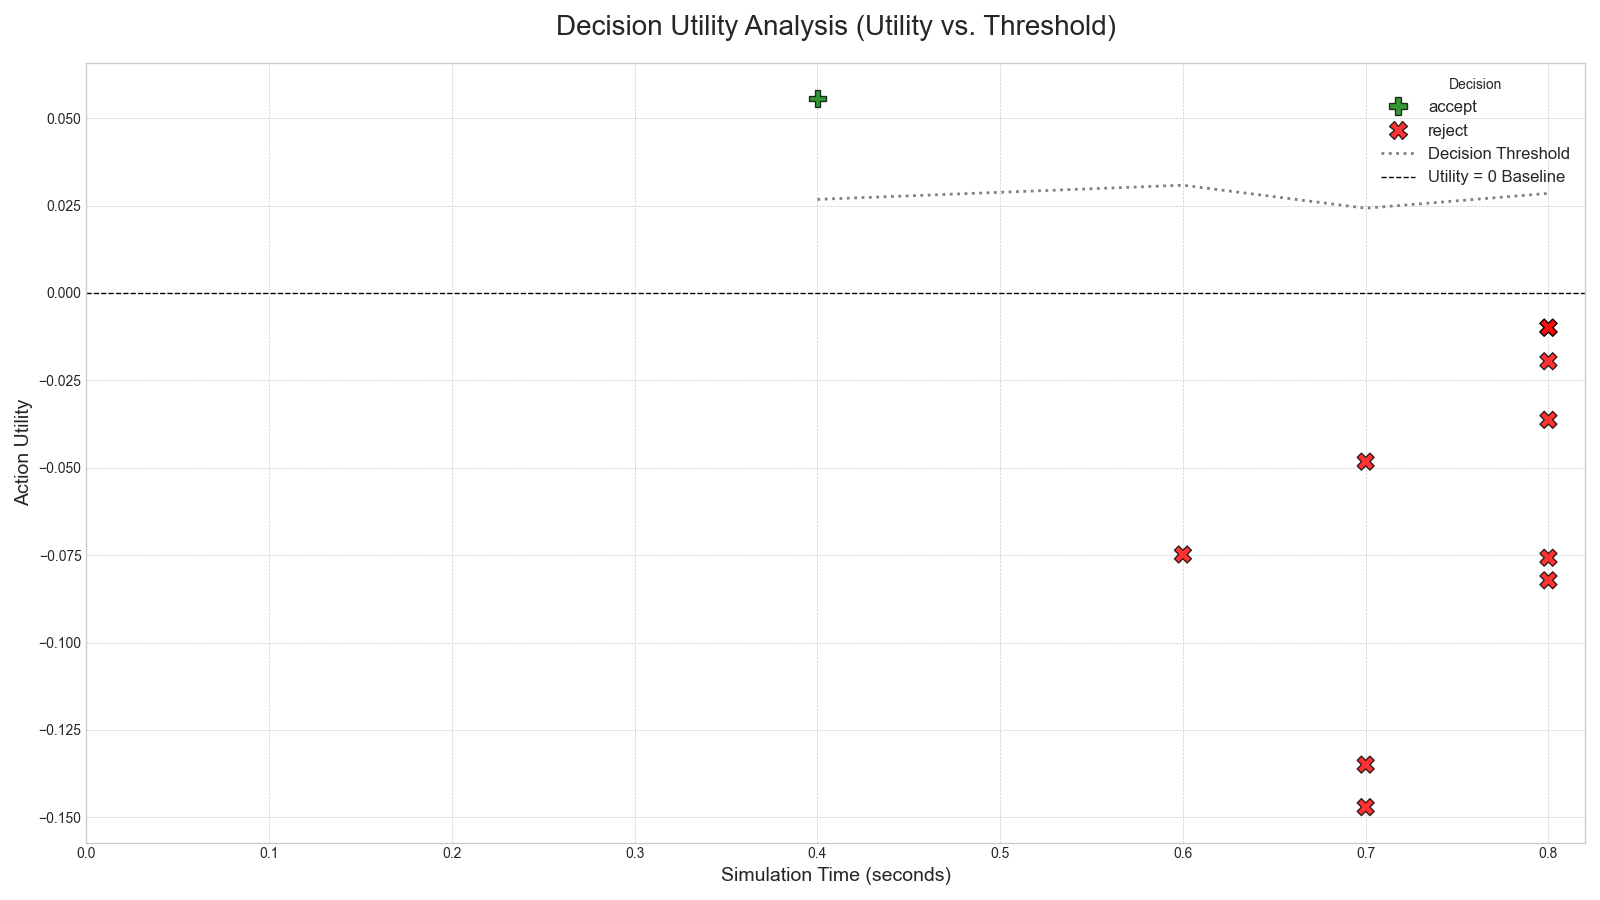 Decision Utility Analysis (Utility vs. Threshold)
Decision
accept
reject
Decision Threshold
Utility = 0 Baseline
Action Utility
0.050
0.025
0.000
−0.025
−0.050
−0.075
−0.100
−0.125
−0.150
0.0 0.1 0.2 0.3 0.4 0.5 0.6 0.7 0.8
Simulation Time (seconds)